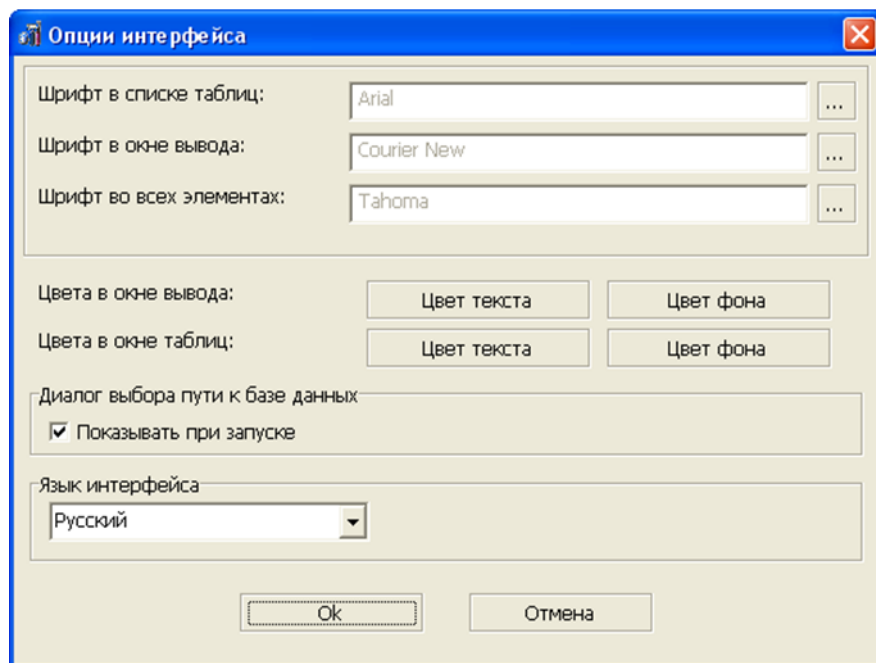 Опции интерфейса
Шрифт в списке таблиц: Arial ...
Шрифт в окне вывода: Courier New ...
Шрифт во всех элементах: Tahoma ...
Цвета в окне вывода: Цвет текста Цвет фона
Цвета в окне таблиц: Цвет текста Цвет фона
Диалог выбора пути к базе данных
Показывать при запуске
Язык интерфейса
Русский
Ok Отмена